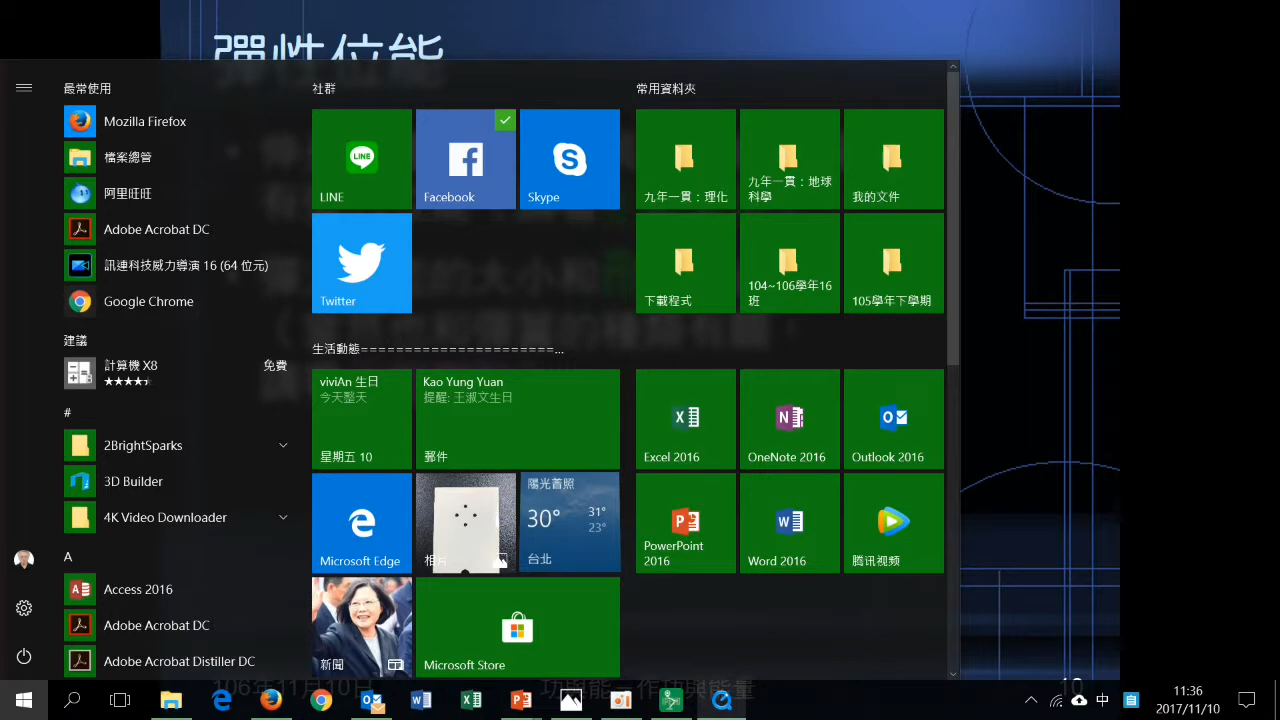 彈性位能
最常使用
Mozilla Firefox
檔案總管
阿里旺旺
Adobe Acrobat DC
訊連科技威力導演 16 (64 位元)
Google Chrome
建議
計算機 X8
免費
#
2BrightSparks
3D Builder
4K Video Downloader
A
Access 2016
Adobe Acrobat DC
Adobe Acrobat Distiller DC
社群
LINE
LINE
Facebook
Skype
Twitter
生活動態======================...
viviAn 生日
今天整天
星期五 10
Kao Yung Yuan
提醒: 王淑文生日
郵件
Microsoft Edge
相片
陽光普照
30°
31°
23°
台北
新聞
Microsoft Store
常用資料夾
九年一貫：理化
九年一貫：地球
科學
我的文件
下載程式
104~106學年16
班
105學年下學期
Excel 2016
OneNote 2016
Outlook 2016
PowerPoint
2016
Word 2016
腾讯视频
106年11月10日
功與能－作功與能量
10
中
11:36
2017/11/10